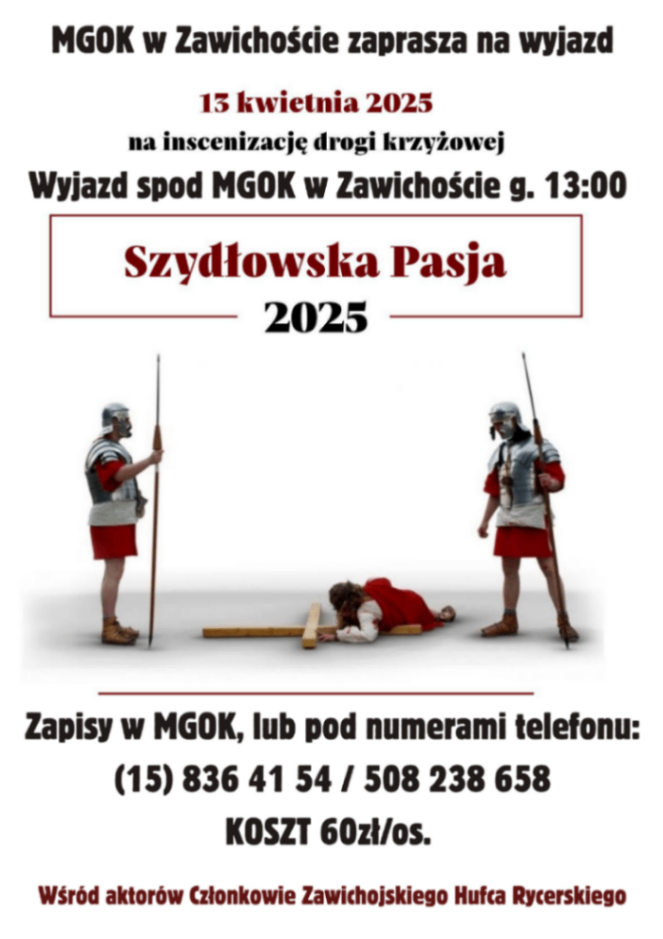 MGOK w Zawichoście zaprasza na wyjazd
13 kwietnia 2025
na inscenizację drogi krzyżowej
Wyjazd spod MGOK w Zawichoście g. 13:00
Szydłowska Pasja
2025
Zapisy w MGOK, lub pod numerami telefonu:
(15) 836 41 54 / 508 238 658
KOSZT 60zł/os.
Wśród aktorów Członkowie Zawichojskiego Hufca Rycerskiego